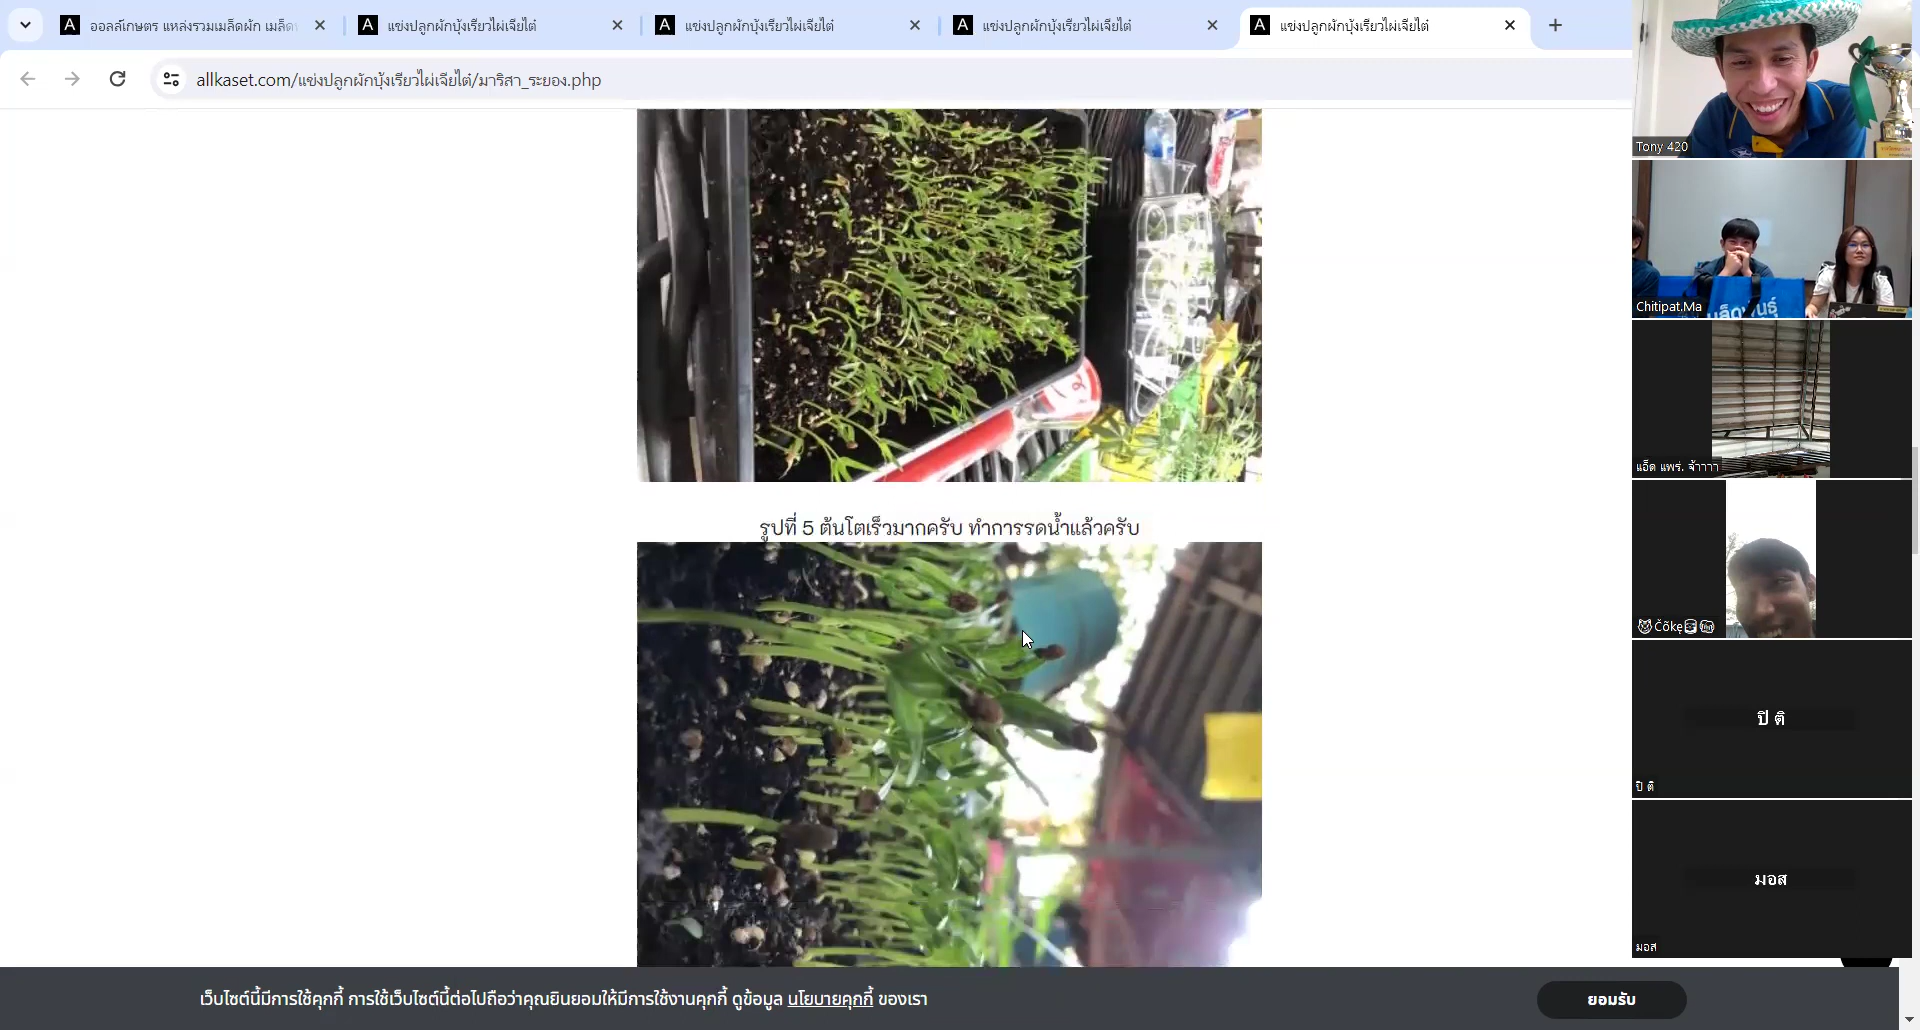 ออลล์เกษตร แหล่งรวมเมล็ดผัก เมล็ด
แข่งปลูกผักบุ้งเรียวไผ่เจียไต๋
แข่งปลูกผักบุ้งเรียวไผ่เจียไต๋
แข่งปลูกผักบุ้งเรียวไผ่เจียไต๋
แข่งปลูกผักบุ้งเรียวไผ่เจียไต๋
allkaset.com/แข่งปลูกผักบุ้งเรียวไผ่เจียไต๋/มาริสา_ระยอง.php
Tony 420
Chitipat.Ma
แอ็ด แพร่. จ้าาาา
รูปที่ 5 ต้นโตเร็วมากครับ ทำการรดน้ำแล้วครับ
Čõkę
ปิ ติ
ปิ ติ
มอส
มอส
เว็บไซต์นี้มีการใช้คุกกี้ การใช้เว็บไซต์นี้ต่อไปถือว่าคุณยินยอมให้มีการใช้งานคุกกี้ ดูข้อมูล นโยบายคุกกี้ ของเรา
ยอมรับ